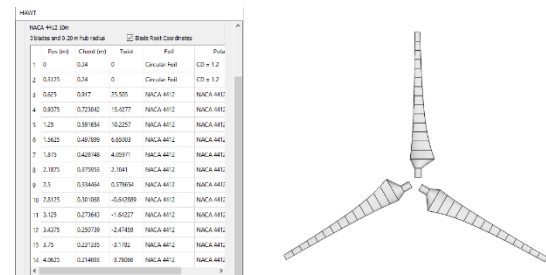 HAWT
NACA 4412 10m
3 blades and 0.20 m hub radius Blade Root Coordinates
Pos (m) Chord (m) Twist Foil Pola
1 0 0.24 0 Circular Foil CD = 1.2
2 0.3125 0.24 0 Circular Foil CD = 1.2
3 0.625 0.917 23.505 NACA 4412 NACA 4412
4 0.9375 0.723842 15.4277 NACA 4412 NACA 4412
5 1.25 0.591654 10.2357 NACA 4412 NACA 4412
6 1.5625 0.497899 6.65003 NACA 4412 NACA 4412
7 1.875 0.428748 4.05971 NACA 4412 NACA 4412
8 2.1875 0.375953 2.1041 NACA 4412 NACA 4412
9 2.5 0.334464 0.578654 NACA 4412 NACA 4412
10 2.8125 0.301068 -0.642889 NACA 4412 NACA 4412
11 3.125 0.273643 -1.64227 NACA 4412 NACA 4412
12 3.4375 0.250739 -2.47458 NACA 4412 NACA 4412
13 3.75 0.231335 -3.1782 NACA 4412 NACA 4412
14 4.0625 0.214693 -3.78066 NACA 4412 NACA 4412